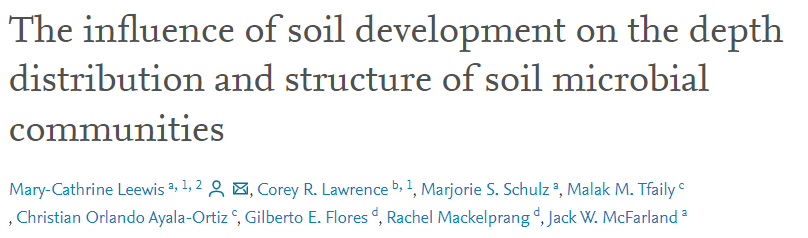 The influence of soil development on the depth
distribution and structure of soil microbial
communities
Mary-Cathrine Leewis a, 1, 2, Corey R. Lawrence b, 1, Marjorie S. Schulz a, Malak M. Tfaily c
, Christian Orlando Ayala-Ortiz c, Gilberto E. Flores d, Rachel Mackelprang d, Jack W. McFarland a